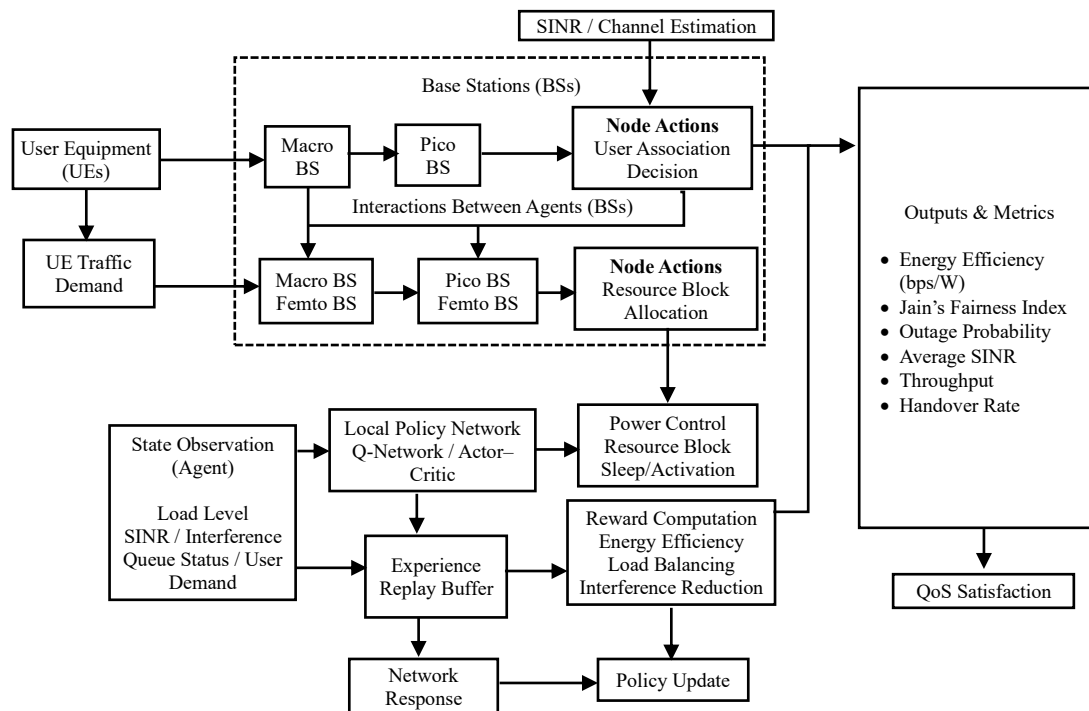 SINR / Channel Estimation
Base Stations (BSs)
User Equipment
(UEs)
Macro
BS
Pico
BS
Node Actions
User Association
Decision
Interactions Between Agents (BSs)
UE Traffic
Demand
Macro BS
Femto BS
Pico BS
Femto BS
Node Actions
Resource Block
Allocation
Outputs & Metrics
• Energy Efficiency
(bps/W)
• Jain’s Fairness Index
• Outage Probability
• Average SINR
• Throughput
• Handover Rate
State Observation
(Agent)
Load Level
SINR / Interference
Queue Status / User
Demand
Local Policy Network
Q-Network / Actor–
Critic
Power Control
Resource Block
Sleep/Activation
Experience
Replay Buffer
Reward Computation
Energy Efficiency
Load Balancing
Interference Reduction
QoS Satisfaction
Network
Response
Policy Update